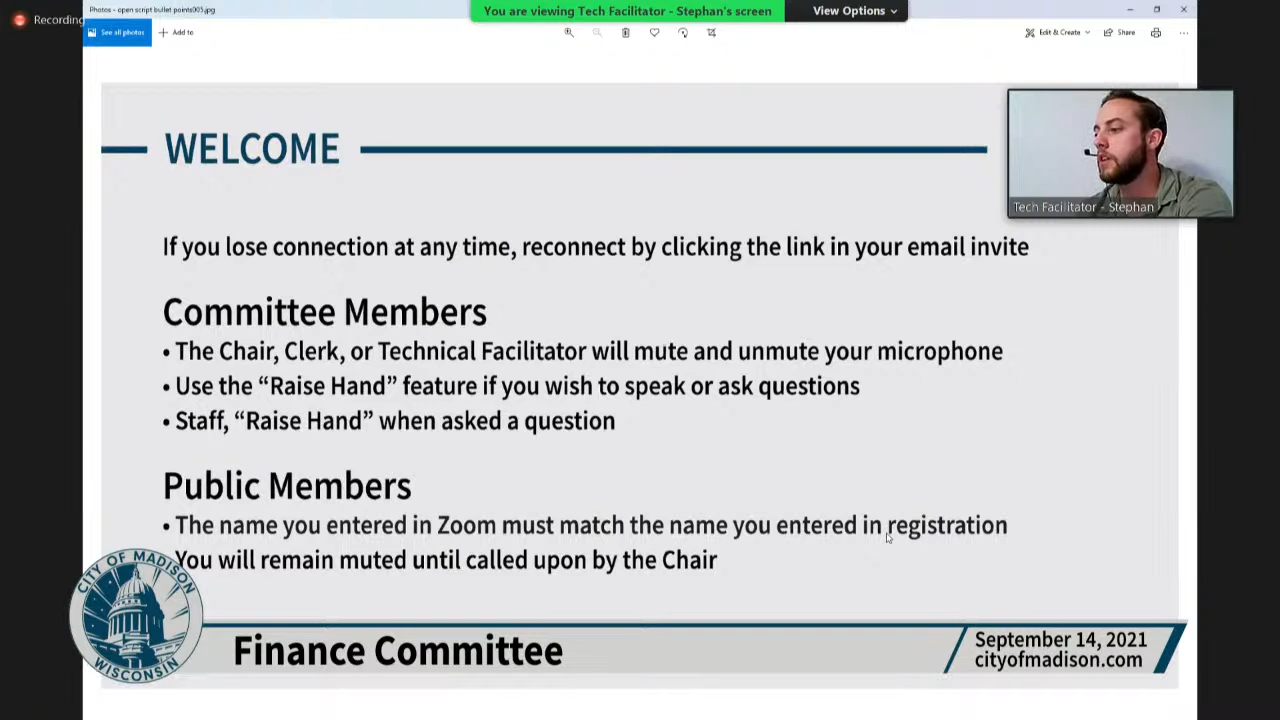 Photos - open script bullet points005.jpg
You are viewing Tech Facilitator - Stephan's screen
View Options
Recording
See all photos
Add to
Edit & Create
Share
WELCOME
Tech Facilitator - Stephan
If you lose connection at any time, reconnect by clicking the link in your email invite
Committee Members
• The Chair, Clerk, or Technical Facilitator will mute and unmute your microphone
• Use the “Raise Hand” feature if you wish to speak or ask questions
• Staff, “Raise Hand” when asked a question
Public Members
• The name you entered in Zoom must match the name you entered in registration
You will remain muted until called upon by the Chair
CITY OF MADISON
WISCONSIN
Finance Committee
September 14, 2021
cityofmadison.com